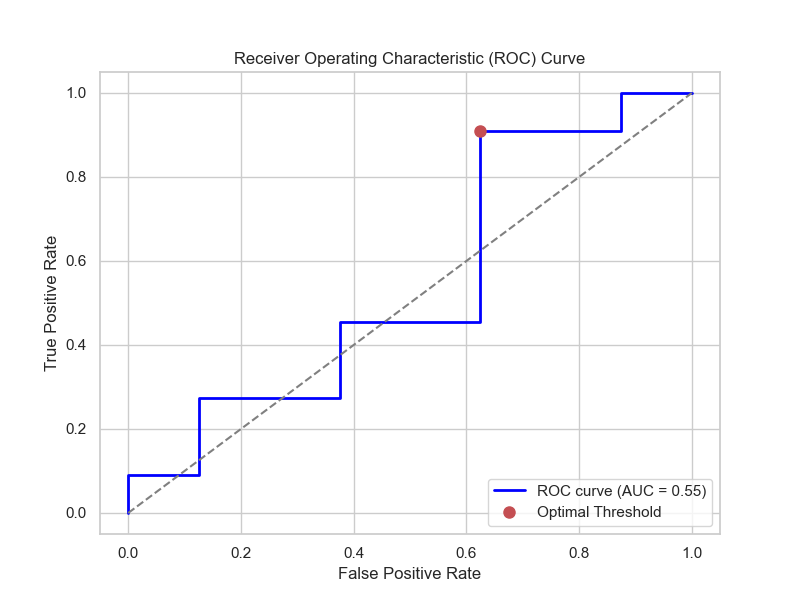 Receiver Operating Characteristic (ROC) Curve
True Positive Rate
1.0
0.8
0.6
0.4
0.2
0.0
0.0 0.2 0.4 0.6 0.8 1.0
False Positive Rate
ROC curve (AUC = 0.55)
Optimal Threshold